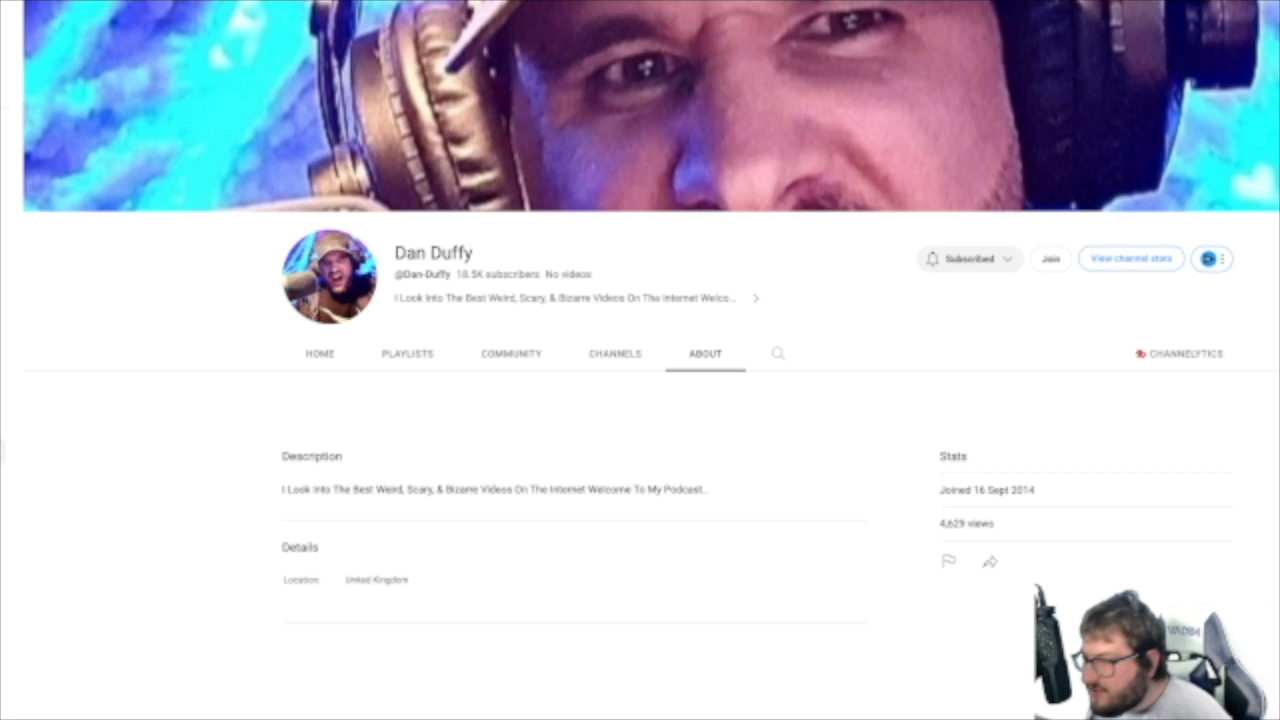 Dan Duffy
@Dan-Duffy 18.5K subscribers No videos
I Look Into The Best Weird, Scary, & Bizarre Videos On The Internet Welco...
Subscribed
Join
View channel stats
HOME
PLAYLISTS
COMMUNITY
CHANNELS
ABOUT
CHANNELYTICS
Description
I Look Into The Best Weird, Scary, & Bizarre Videos On The Internet Welcome To My Podcast..
Details
Location United Kingdom
Stats
Joined 16 Sept 2014
4,629 views